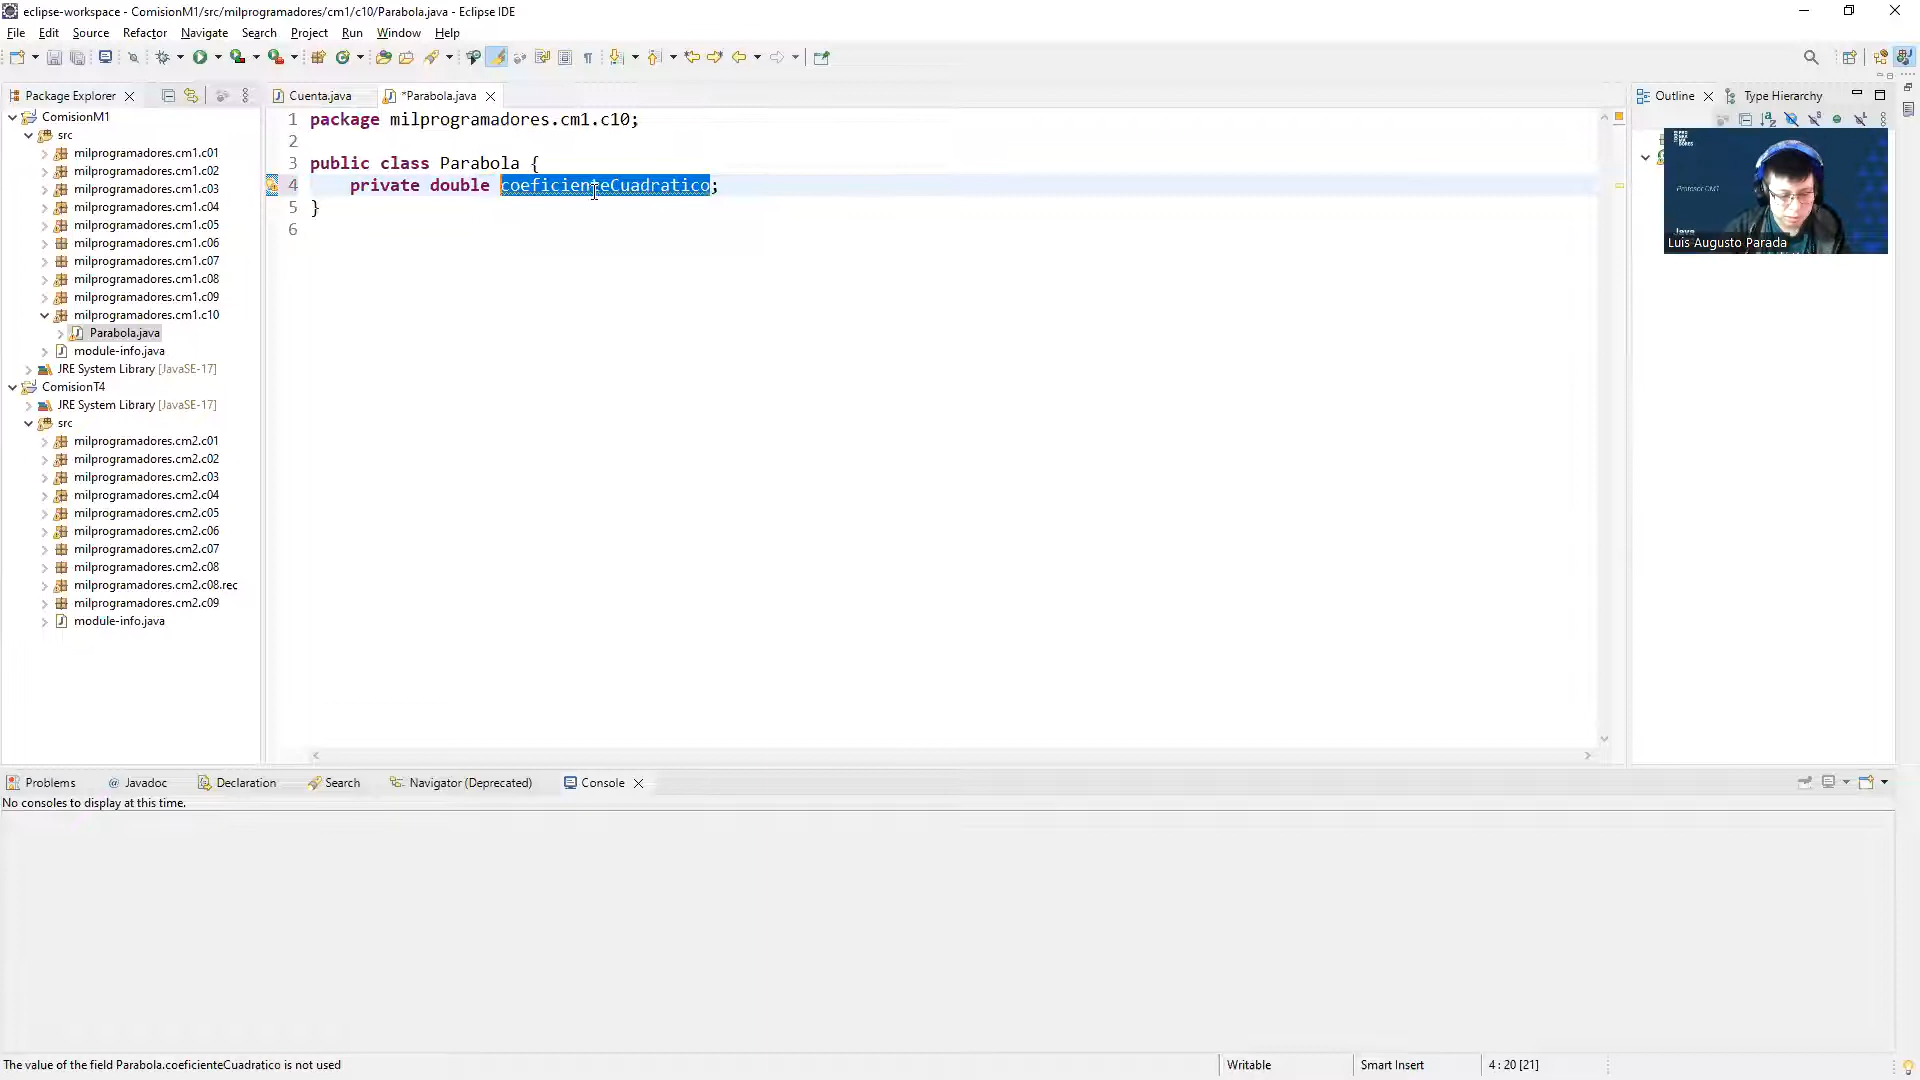 eclipse-workspace - ComisionM1/src/milprogramadores/cm1/c10/Parabola.java - Eclipse IDE
File Edit Source Refactor Navigate Search Project Run Window Help
Package Explorer
ComisionM1
src
milprogramadores.cm1.c01
milprogramadores.cm1.c02
milprogramadores.cm1.c03
milprogramadores.cm1.c04
milprogramadores.cm1.c05
milprogramadores.cm1.c06
milprogramadores.cm1.c07
milprogramadores.cm1.c08
milprogramadores.cm1.c09
milprogramadores.cm1.c10
Parabola.java
module-info.java
JRE System Library [JavaSE-17]
ComisionT4
JRE System Library [JavaSE-17]
src
milprogramadores.cm2.c01
milprogramadores.cm2.c02
milprogramadores.cm2.c03
milprogramadores.cm2.c04
milprogramadores.cm2.c05
milprogramadores.cm2.c06
milprogramadores.cm2.c07
milprogramadores.cm2.c08
milprogramadores.cm2.c08.rec
milprogramadores.cm2.c09
module-info.java
Cuenta.java *Parabola.java
1 package milprogramadores.cm1.c10;
2
3 public class Parabola {
4 private double coeficienteCuadratico;
5 }
6
Outline Type Hierarchy
Profesor CM1
Java
Luis Augusto Parada
Problems Javadoc Declaration Search Navigator (Deprecated) Console
No consoles to display at this time.
The value of the field Parabola.coeficienteCuadratico is not used Writable Smart Insert 4 : 20 [21]